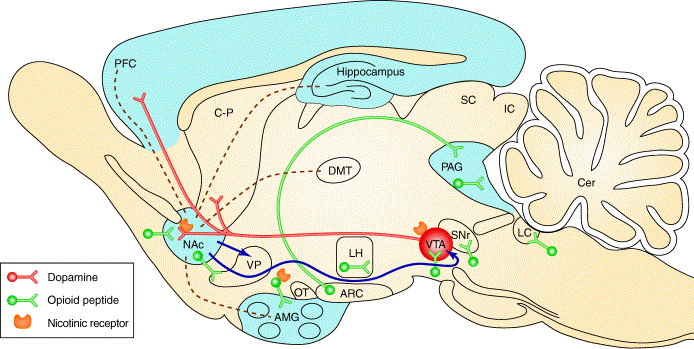 PFC
Hippocampus
C-P
SC
IC
DMT
PAG
Cer
NAc
VP
LH
VTA
SNr
LC
OT
ARC
AMG
Dopamine
Opioid peptide
Nicotinic receptor